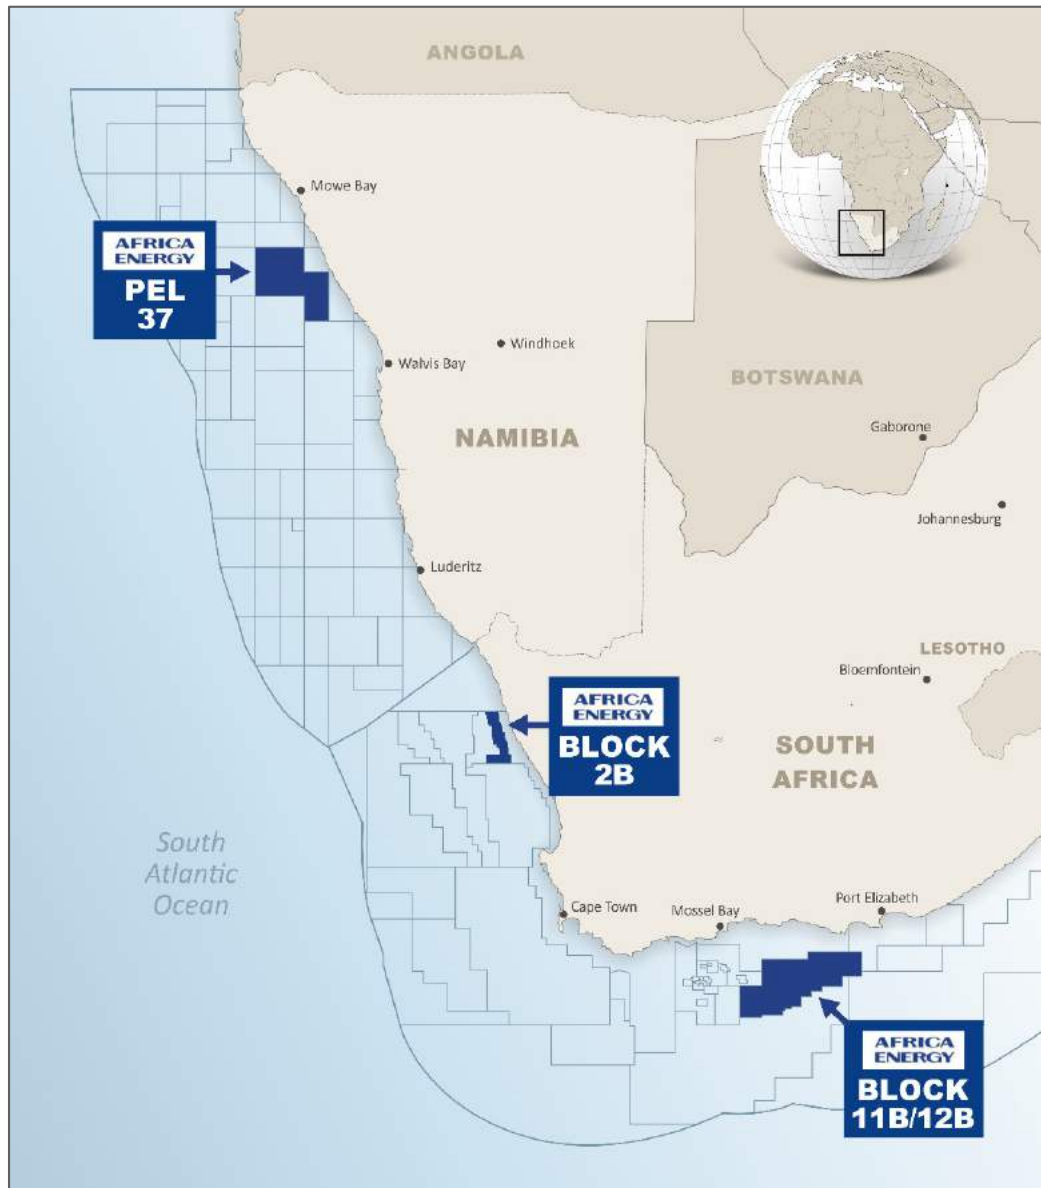 ANGOLA
Mowe Bay
AFRICA
ENERGY
PEL
37
Windhoek
Walvis Bay
BOTSWANA
NAMIBIA
Gaborone
Johannesburg
Luderitz
LESOTHO
Bloemfontein
AFRICA
ENERGY
BLOCK
2B
SOUTH
AFRICA
South
Atlantic
Ocean
Cape Town
Mossel Bay
Port Elizabeth
AFRICA
ENERGY
BLOCK
11B/12B